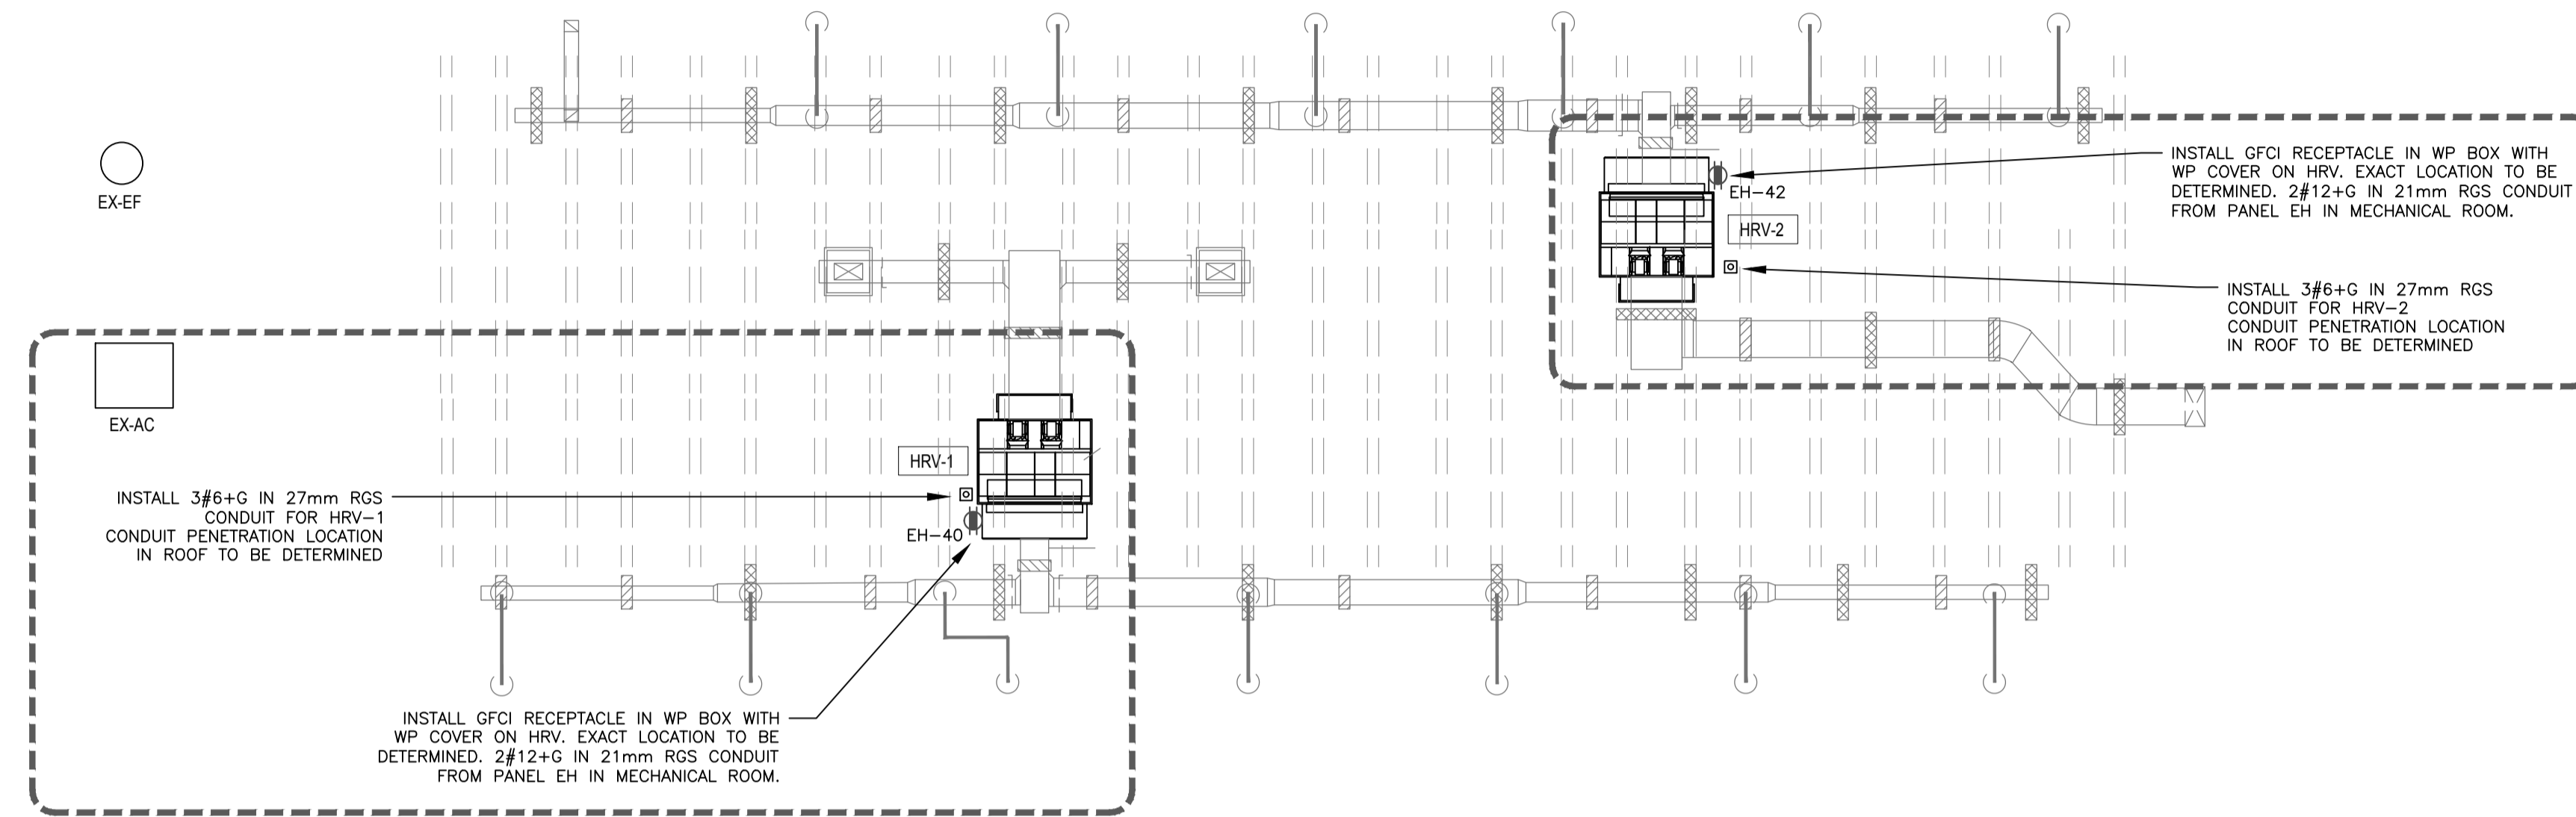 EX-EF
EX-AC
INSTALL GFCI RECEPTACLE IN WP BOX WITH
WP COVER ON HRV. EXACT LOCATION TO BE
DETERMINED. 2#12+G IN 21mm RGS CONDUIT
FROM PANEL EH IN MECHANICAL ROOM.
EH-42
HRV-2
INSTALL 3#6+G IN 27mm RGS
CONDUIT FOR HRV-2
CONDUIT PENETRATION LOCATION
IN ROOF TO BE DETERMINED
HRV-1
INSTALL 3#6+G IN 27mm RGS
CONDUIT FOR HRV-1
CONDUIT PENETRATION LOCATION
IN ROOF TO BE DETERMINED
EH-40
INSTALL GFCI RECEPTACLE IN WP BOX WITH
WP COVER ON HRV. EXACT LOCATION TO BE
DETERMINED. 2#12+G IN 21mm RGS CONDUIT
FROM PANEL EH IN MECHANICAL ROOM.